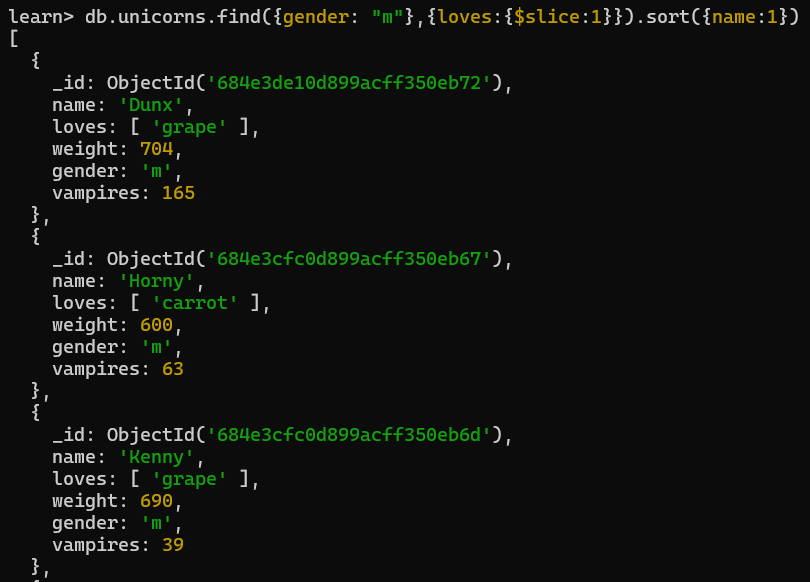 learn> db.unicorns.find({gender: "m"},{loves:{$slice:1}}).sort({name:1})
[
  {
    _id: ObjectId('684e3de10d899acff350eb72'),
    name: 'Dunx',
    loves: [ 'grape' ],
    weight: 704,
    gender: 'm',
    vampires: 165
  },
  {
    _id: ObjectId('684e3cfc0d899acff350eb67'),
    name: 'Horny',
    loves: [ 'carrot' ],
    weight: 600,
    gender: 'm',
    vampires: 63
  },
  {
    _id: ObjectId('684e3cfc0d899acff350eb6d'),
    name: 'Kenny',
    loves: [ 'grape' ],
    weight: 690,
    gender: 'm',
    vampires: 39
  },